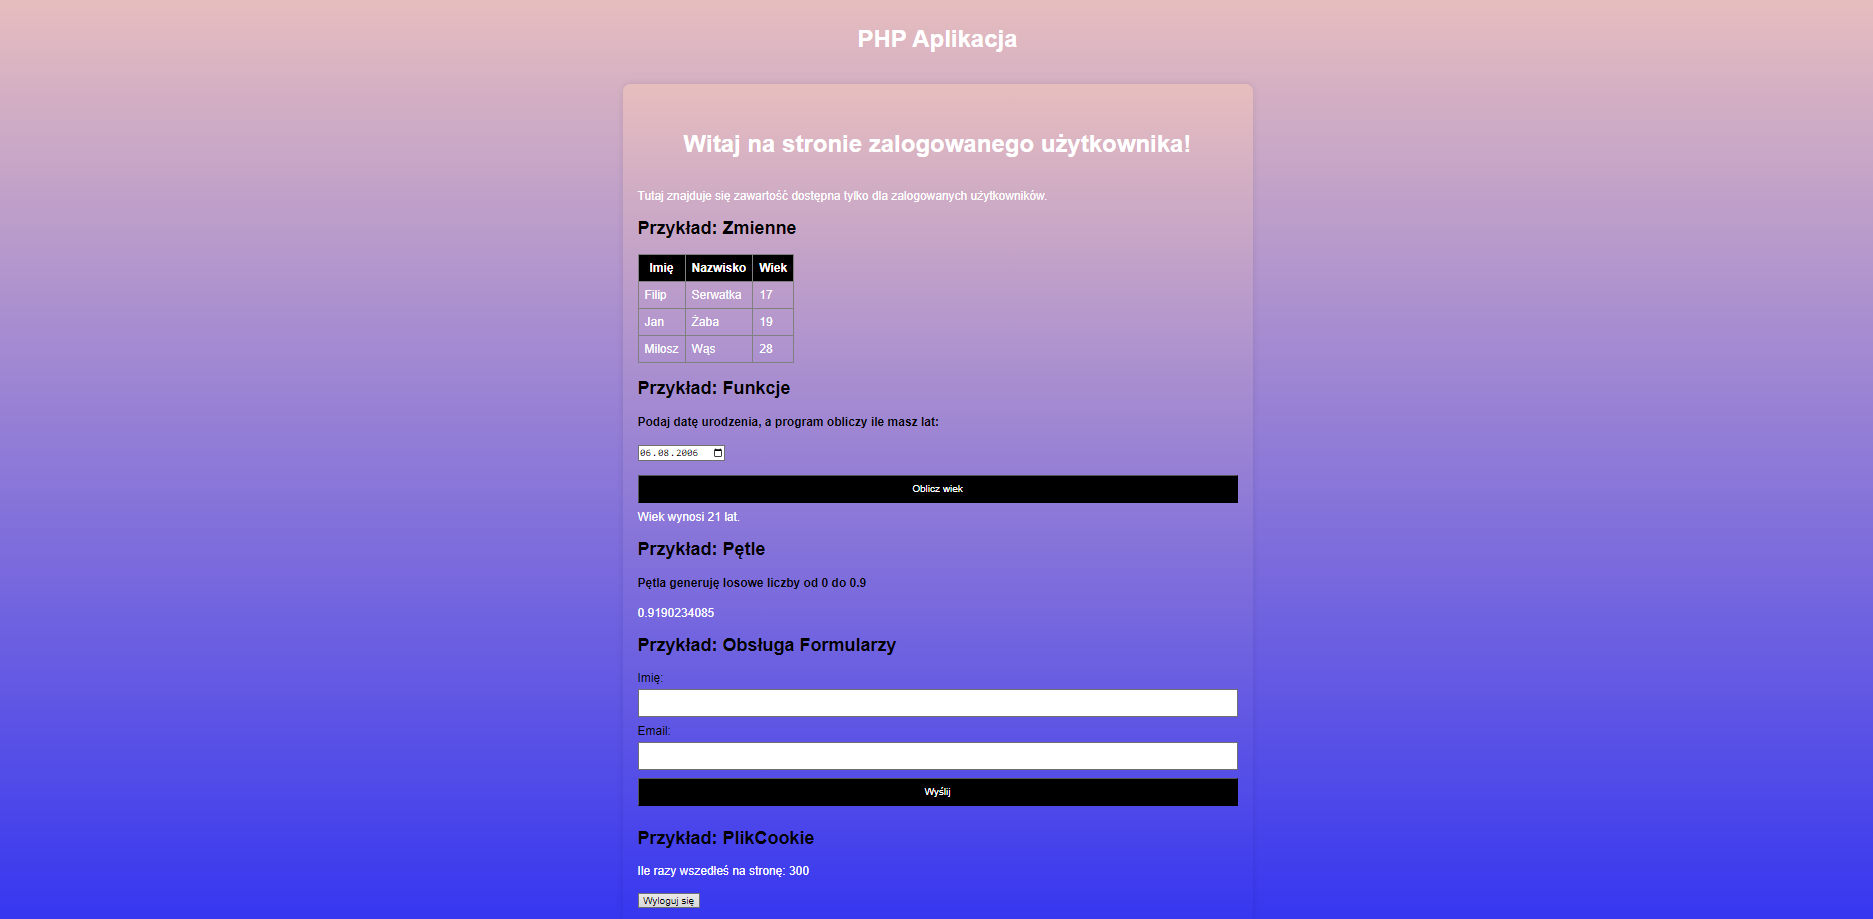 PHP Aplikacja
Witaj na stronie zalogowanego użytkownika!
Tutaj znajduje się zawartość dostępna tylko dla zalogowanych użytkowników.
Przykład: Zmienne
Imię Nazwisko Wiek
Filip Serwatka 17
Jan Żaba 19
Milosz Wąs 28
Przykład: Funkcje
Podaj datę urodzenia, a program obliczy ile masz lat:
06.08.2006
Oblicz wiek
Wiek wynosi 21 lat.
Przykład: Pętle
Pętla generuję losowe liczby od 0 do 0.9
0.9190234085
Przykład: Obsługa Formularzy
Imię:
Email:
Wyślij
Przykład: PlikCookie
Ile razy wszedłeś na stronę: 300
Wyloguj się